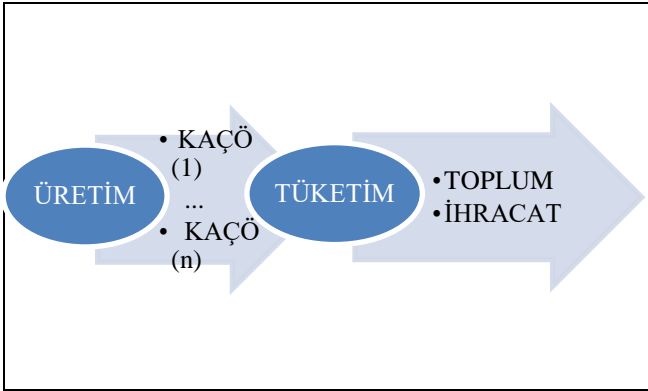 ÜRETİM
• KAÇÖ
(1)
...
• KAÇÖ
(n)
TÜKETİM
•TOPLUM
•İHRACAT